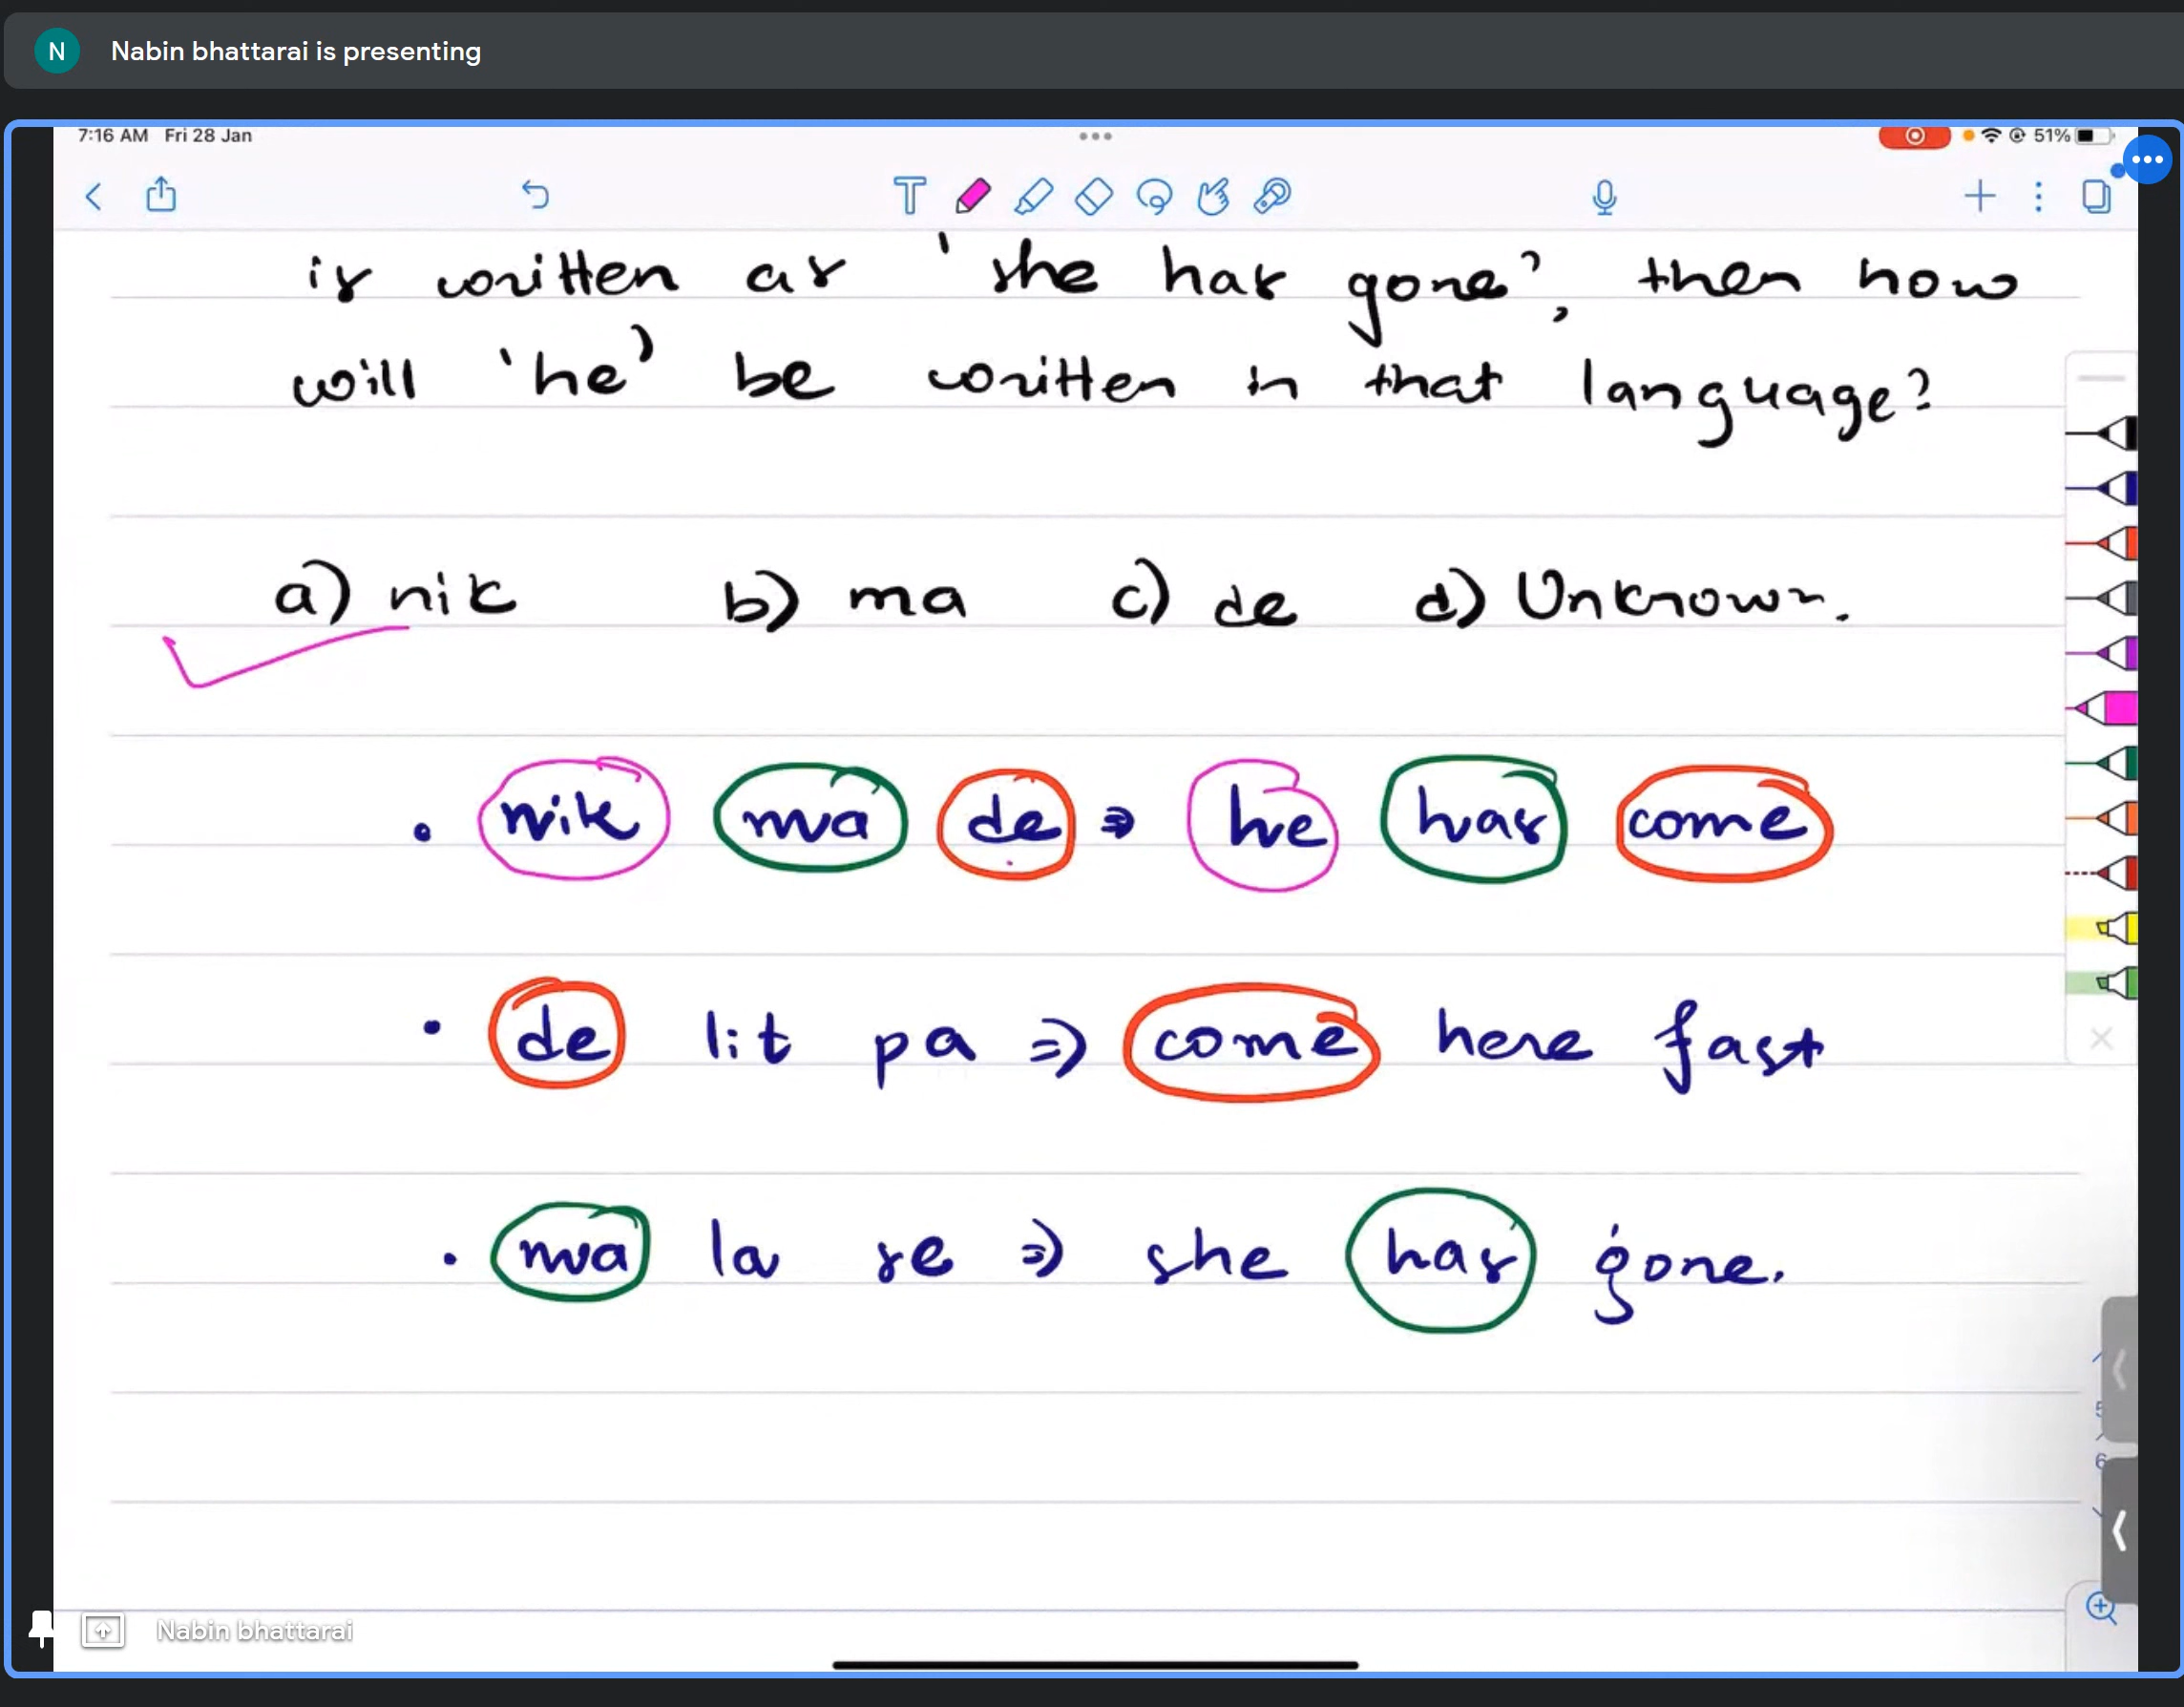 N Nabin bhattarai is presenting
7:16 AM Fri 28 Jan
51%
is written as 'she has gone', then how
will 'he' be written in that language?
a) nik b) ma c) de d) Unknown.
• nik ma de ⇒ he has come
• de lit pa ⇒ come here fast
• ma la se ⇒ she has gone.
5
6
Nabin bhattarai